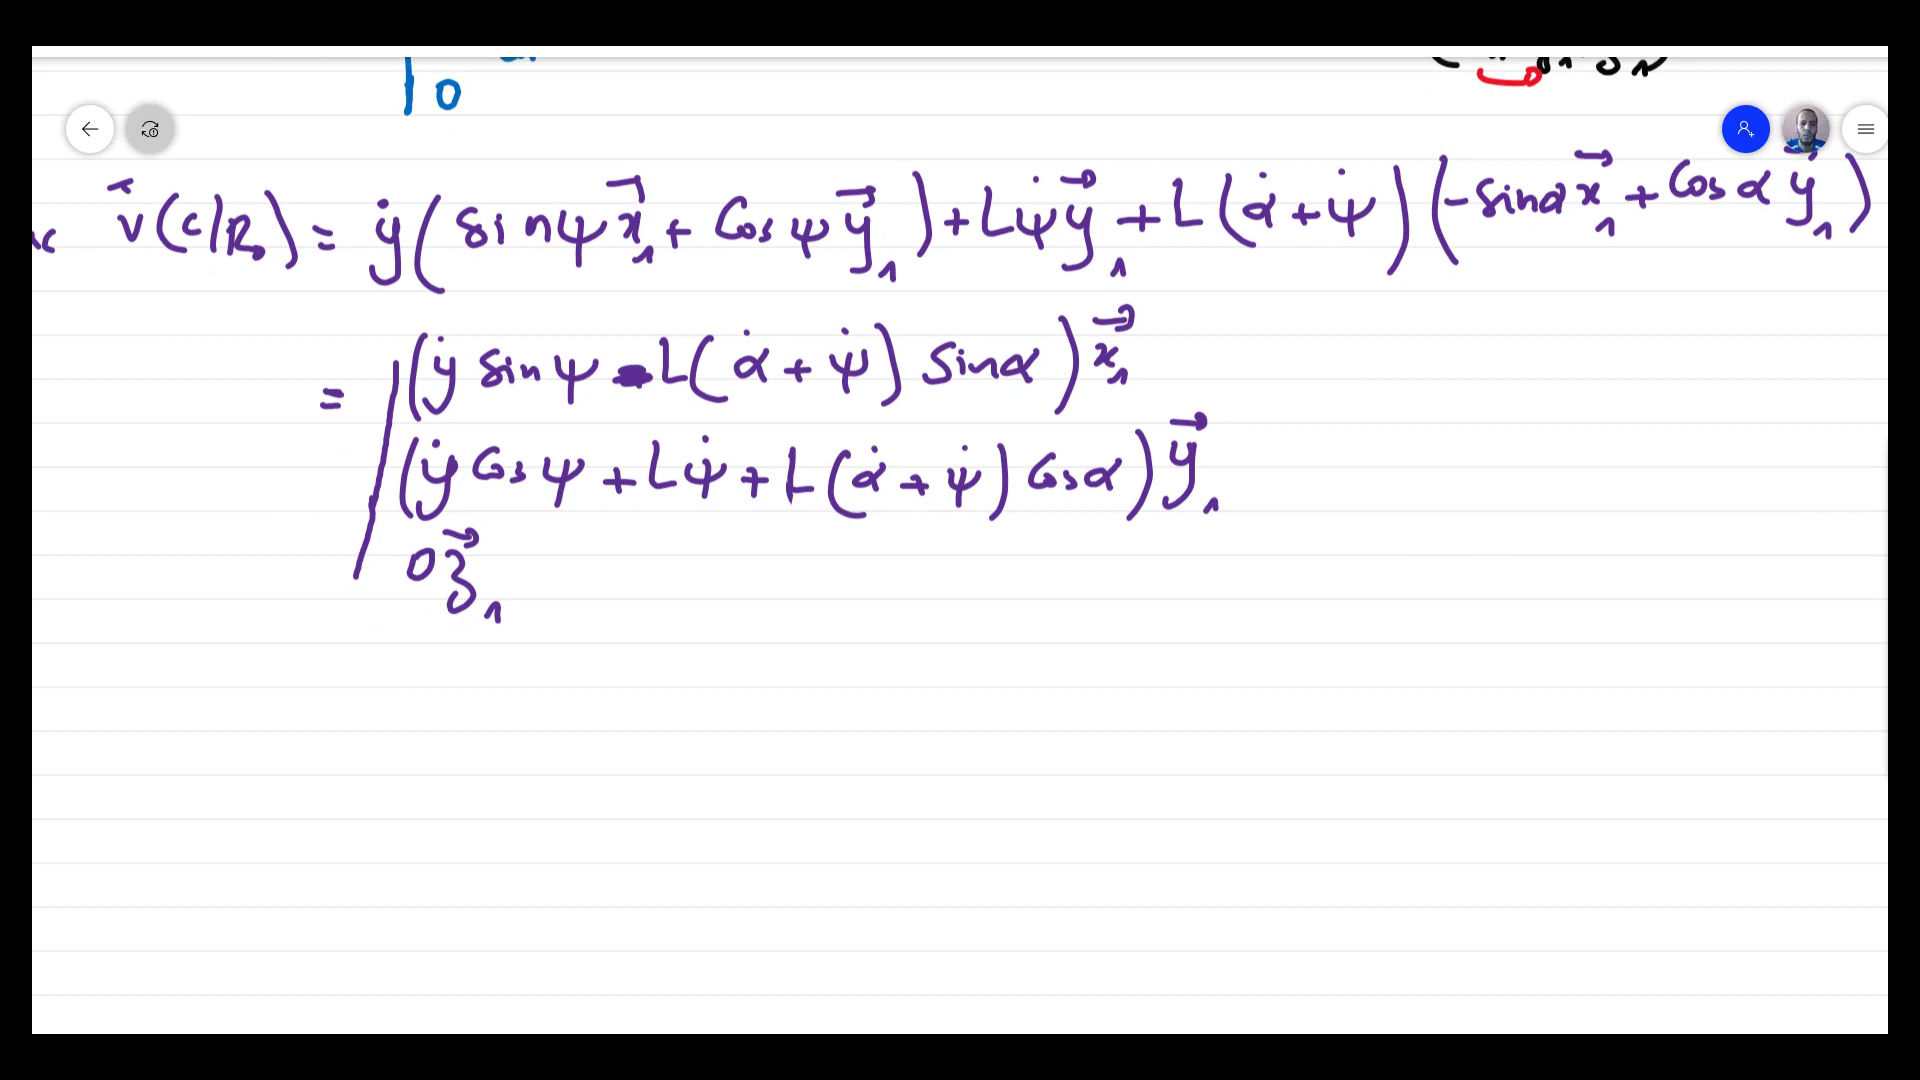 0
v⃗(C/R₀) = ẏ(sinψ x⃗₁ + Cosψ y⃗₁) + Lψ̇ y⃗₁ + L(α̇ + ψ̇)(-sinα x⃗₁ + Cosα y⃗₁)
= | (ẏ sinψ - L(α̇ + ψ̇) Sinα) x⃗₁
(ẏ Cosψ + Lψ̇ + L(α̇ + ψ̇) Cosα) y⃗₁
0 z⃗₁